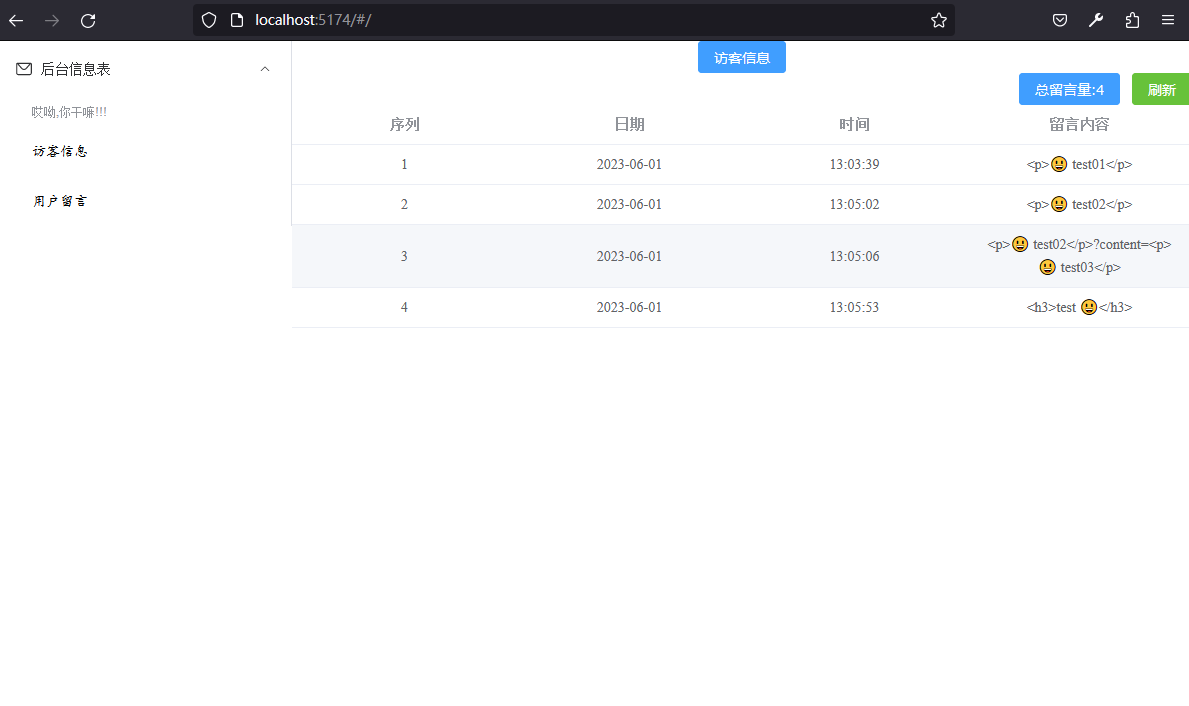 localhost:5174/#/
后台信息表
哎呦,你干嘛!!!
访客信息
用户留言
访客信息
总留言量:4 刷新
序列 日期 时间 留言内容
1 2023-06-01 13:03:39 <p>😀 test01</p>
2 2023-06-01 13:05:02 <p>😀 test02</p>
3 2023-06-01 13:05:06 <p>😀 test02</p>?content=<p>
😀 test03</p>
4 2023-06-01 13:05:53 <h3>test 😀</h3>